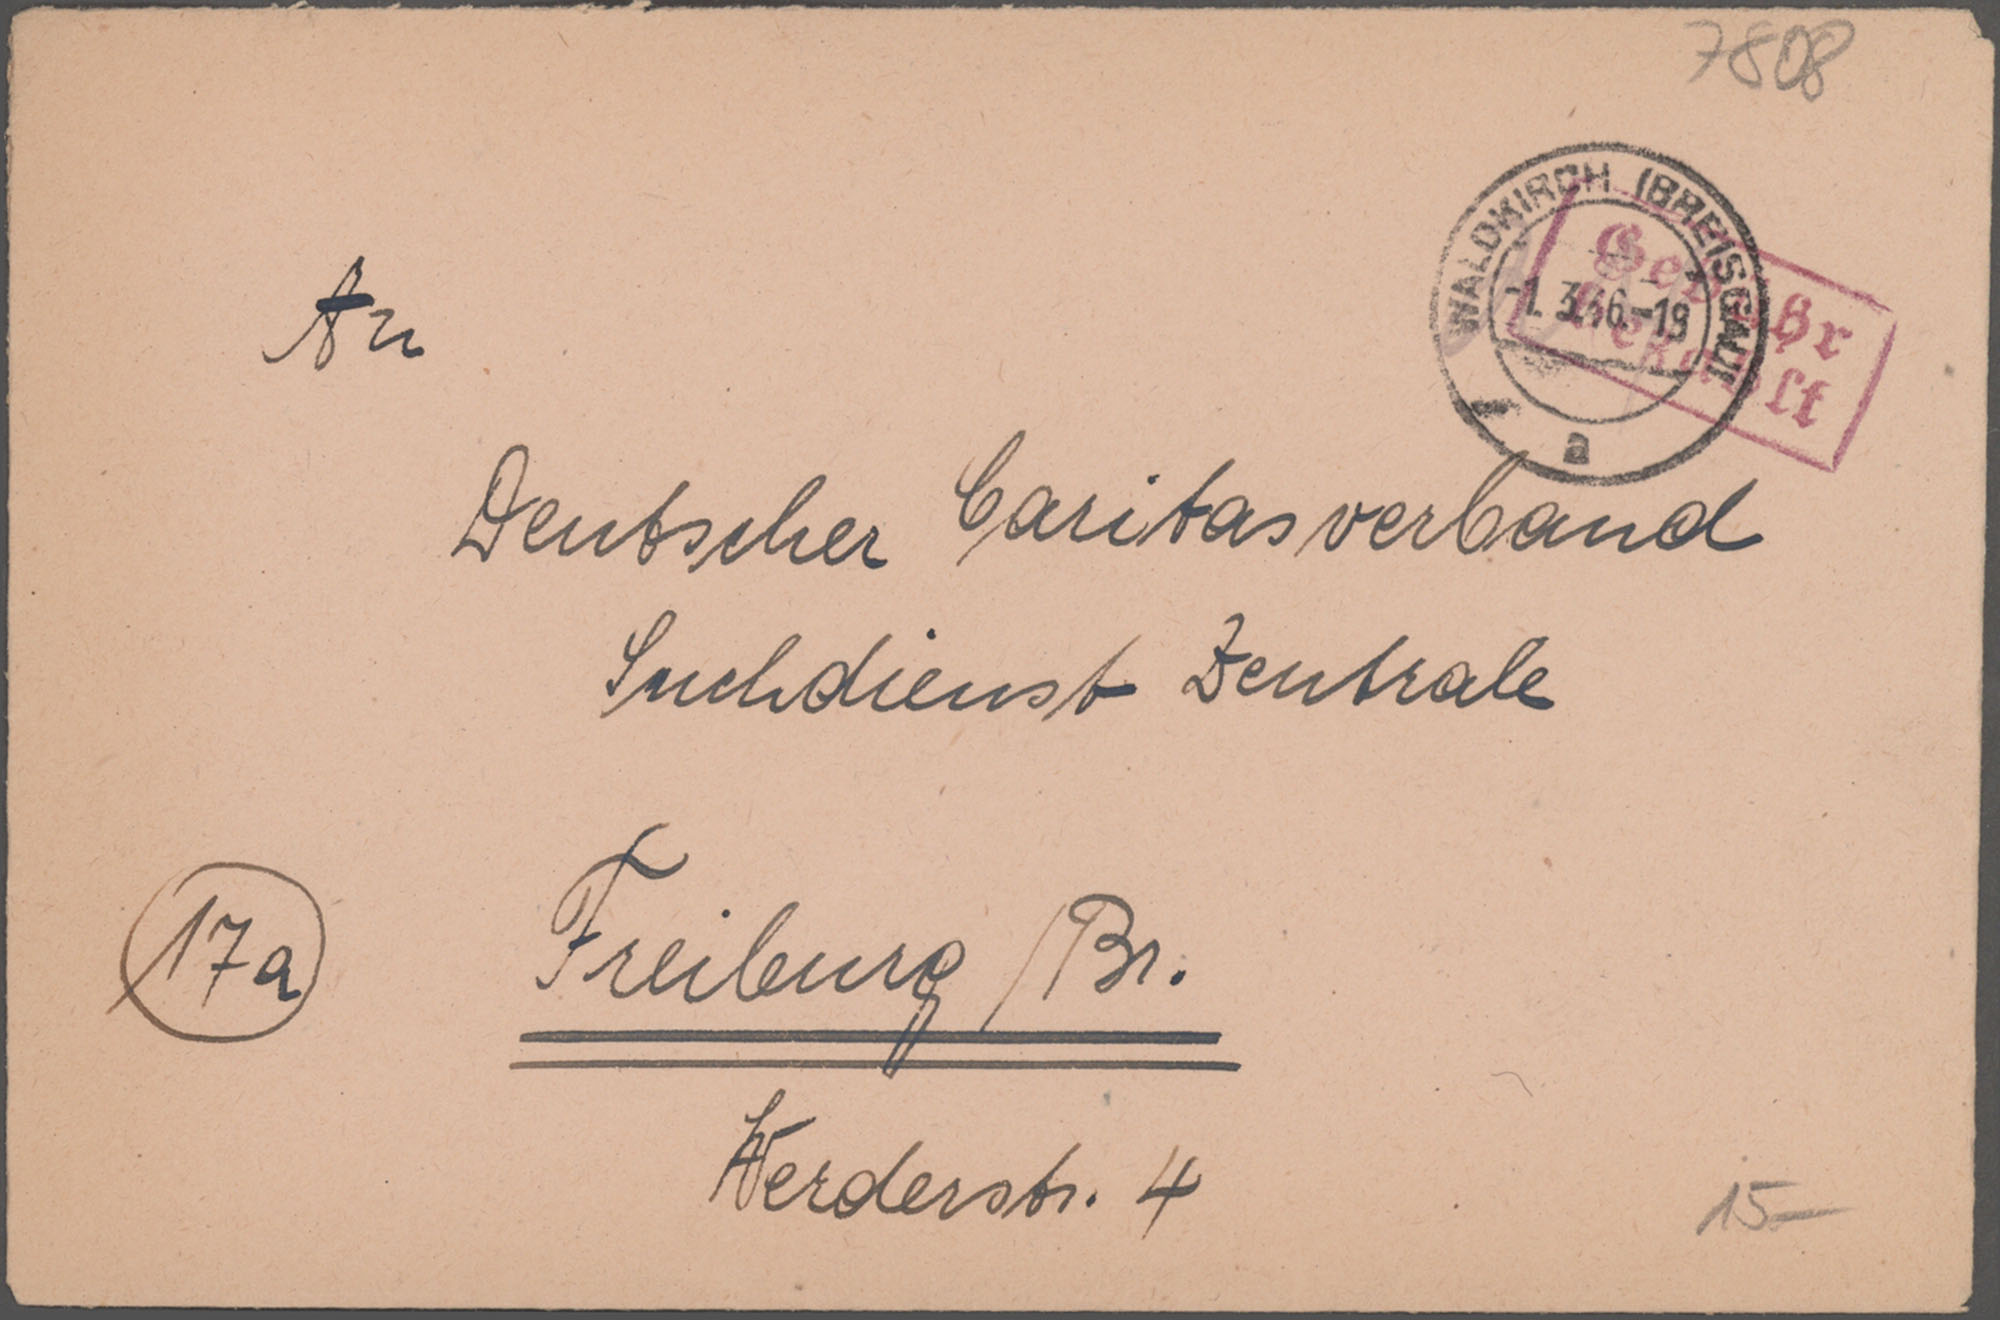 7808
WALDKIRCH (BREISGAU)
-1.3.46.-19
a
Gebühr
bezahlt
An
Deutscher Caritasverband
Suchdienst Zentrale
17a
Freiburg /Br.
Werderstr. 4
15.-